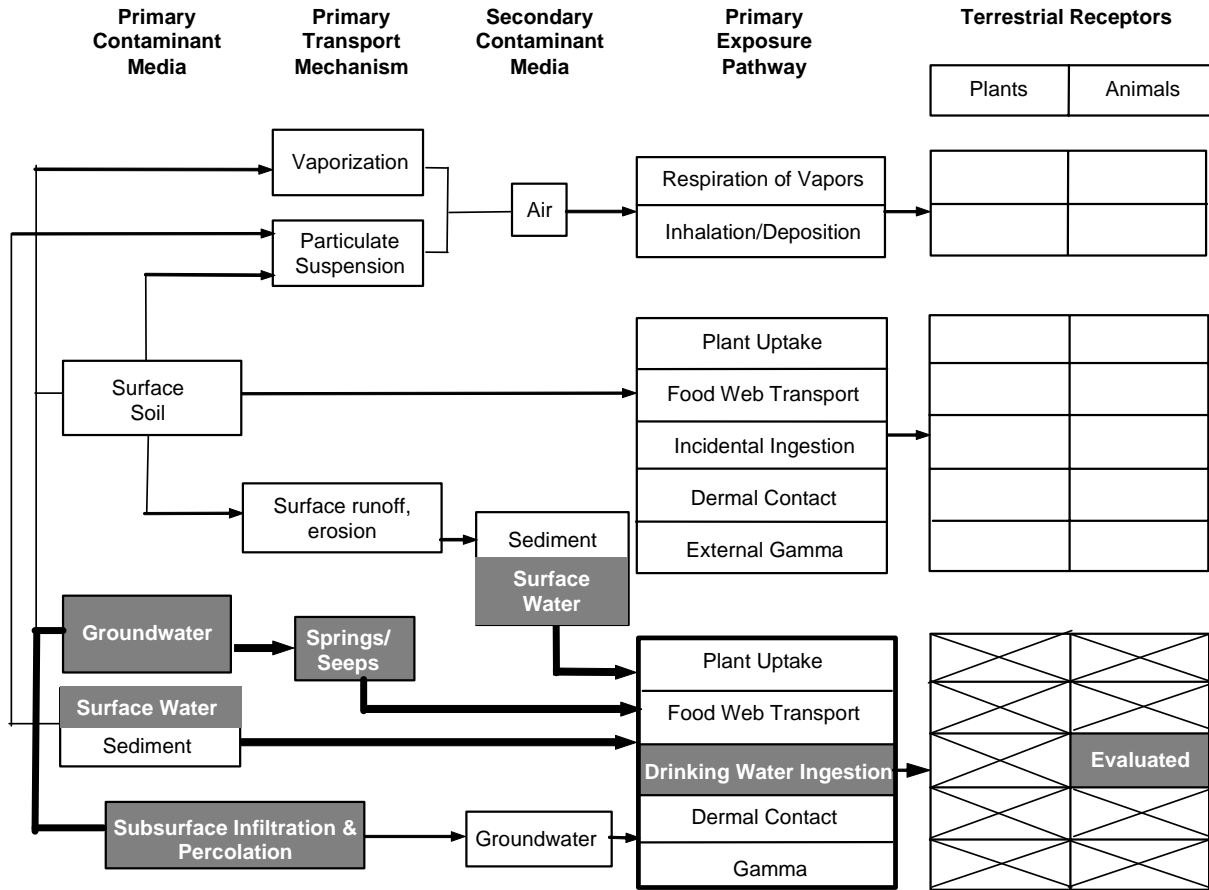 Primary
Contaminant
Media
Primary
Transport
Mechanism
Secondary
Contaminant
Media
Primary
Exposure
Pathway
Terrestrial Receptors
Plants
Animals
Vaporization
Particulate
Suspension
Air
Respiration of Vapors
Inhalation/Deposition
Surface
Soil
Plant Uptake
Food Web Transport
Incidental Ingestion
Dermal Contact
External Gamma
Surface runoff,
erosion
Sediment
Surface
Water
Groundwater
Springs/
Seeps
Surface Water
Sediment
Plant Uptake
Food Web Transport
Drinking Water Ingestion
Dermal Contact
Gamma
Evaluated
Subsurface Infiltration &
Percolation
Groundwater